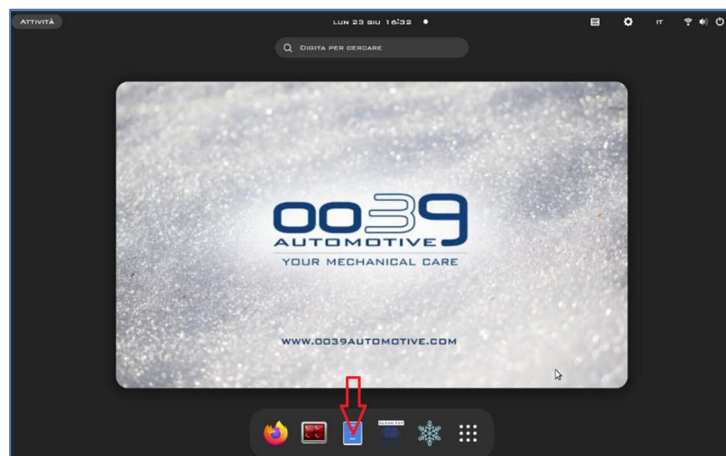 ATTIVITÀ
LUN 23 GIU 16:32
IT
DIGITA PER CERCARE
0039
AUTOMOTIVE
YOUR MECHANICAL CARE
WWW.0039AUTOMOTIVE.COM